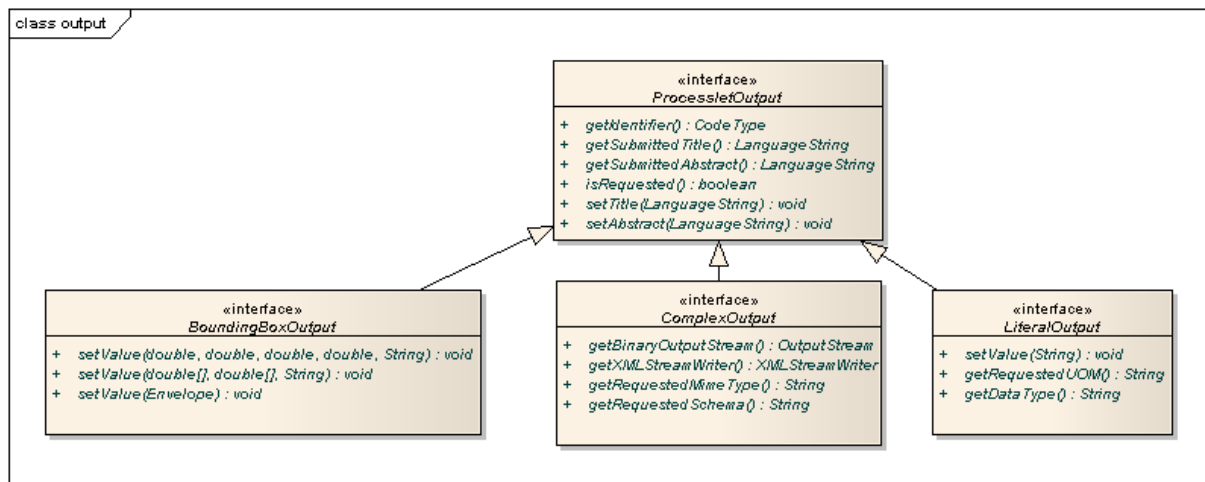 class output
«interface»
ProcessletOutput
+ getIdentifier() : CodeType
+ getSubmittedTitle() : LanguageString
+ getSubmittedAbstract() : LanguageString
+ isRequested() : boolean
+ setTitle(LanguageString) : void
+ setAbstract(LanguageString) : void
«interface»
BoundingBoxOutput
+ setValue(double, double, double, double, String) : void
+ setValue(double[], double[], String) : void
+ setValue(Envelope) : void
«interface»
ComplexOutput
+ getBinaryOutputStream() : OutputStream
+ getXMLStreamWriter() : XMLStreamWriter
+ getRequestedMimeType() : String
+ getRequestedSchema() : String
«interface»
LiteralOutput
+ setValue(String) : void
+ getRequestedUOM() : String
+ getDataType() : String